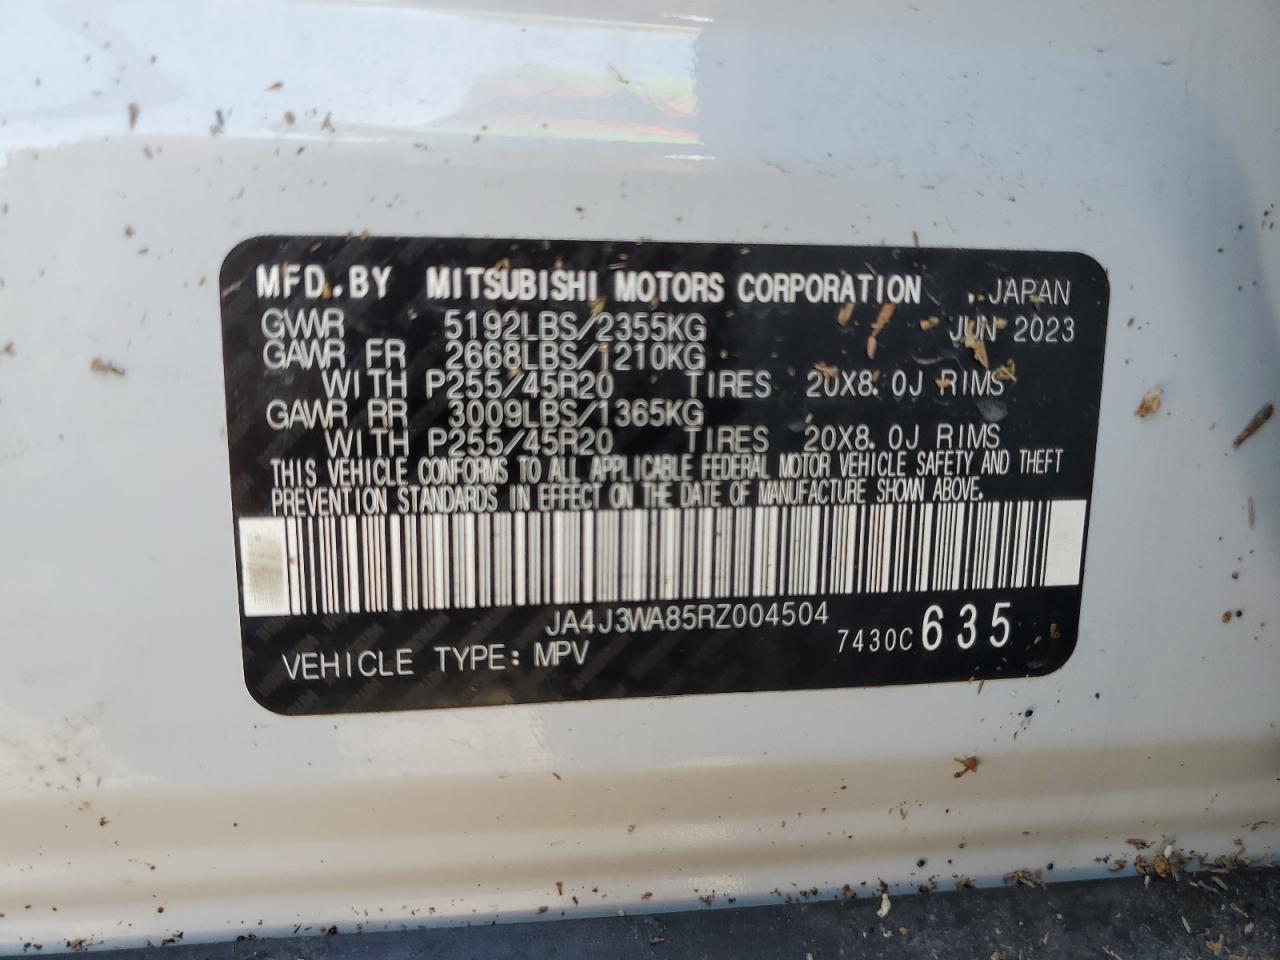 MFD.BY MITSUBISHI MOTORS CORPORATION JAPAN
GVWR 5192LBS/2355KG JUN 2023
GAWR FR 2668LBS/1210KG
WITH P255/45R20 TIRES 20X8.0J RIMS
GAWR RR 3009LBS/1365KG
WITH P255/45R20 TIRES 20X8.0J RIMS
THIS VEHICLE CONFORMS TO ALL APPLICABLE FEDERAL MOTOR VEHICLE SAFETY AND THEFT
PREVENTION STANDARDS IN EFFECT ON THE DATE OF MANUFACTURE SHOWN ABOVE.
JA4J3WA85RZ004504
7430C 635
VEHICLE TYPE: MPV